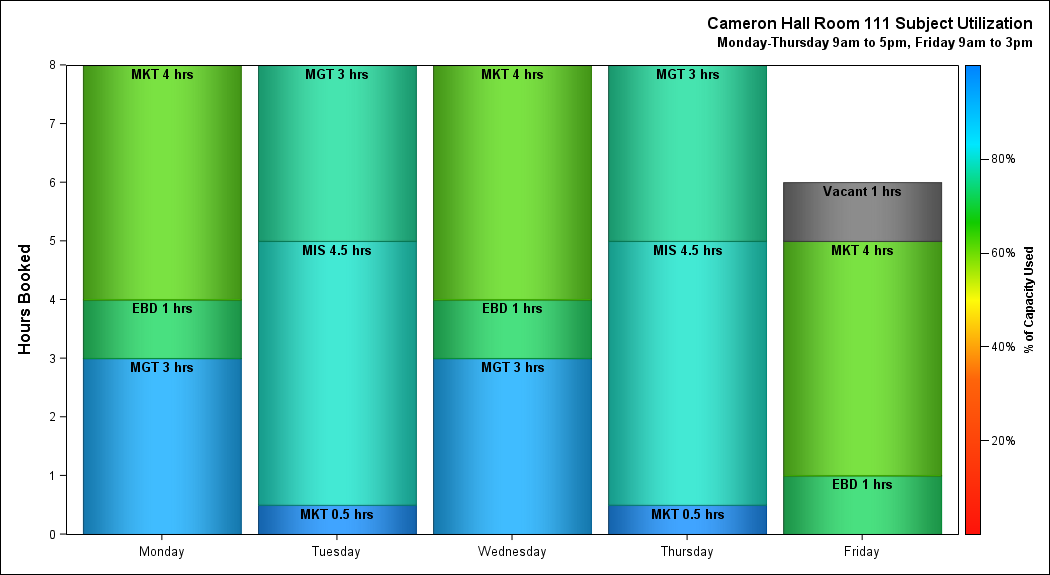 Cameron Hall Room 111 Subject Utilization
Monday-Thursday 9am to 5pm, Friday 9am to 3pm
Hours Booked
8
7
6
5
4
3
2
1
0
MKT 4 hrs
EBD 1 hrs
MGT 3 hrs
MGT 3 hrs
MIS 4.5 hrs
MKT 0.5 hrs
MKT 4 hrs
EBD 1 hrs
MGT 3 hrs
MGT 3 hrs
MIS 4.5 hrs
MKT 0.5 hrs
Vacant 1 hrs
MKT 4 hrs
EBD 1 hrs
Monday
Tuesday
Wednesday
Thursday
Friday
80%
60%
40%
20%
% of Capacity Used